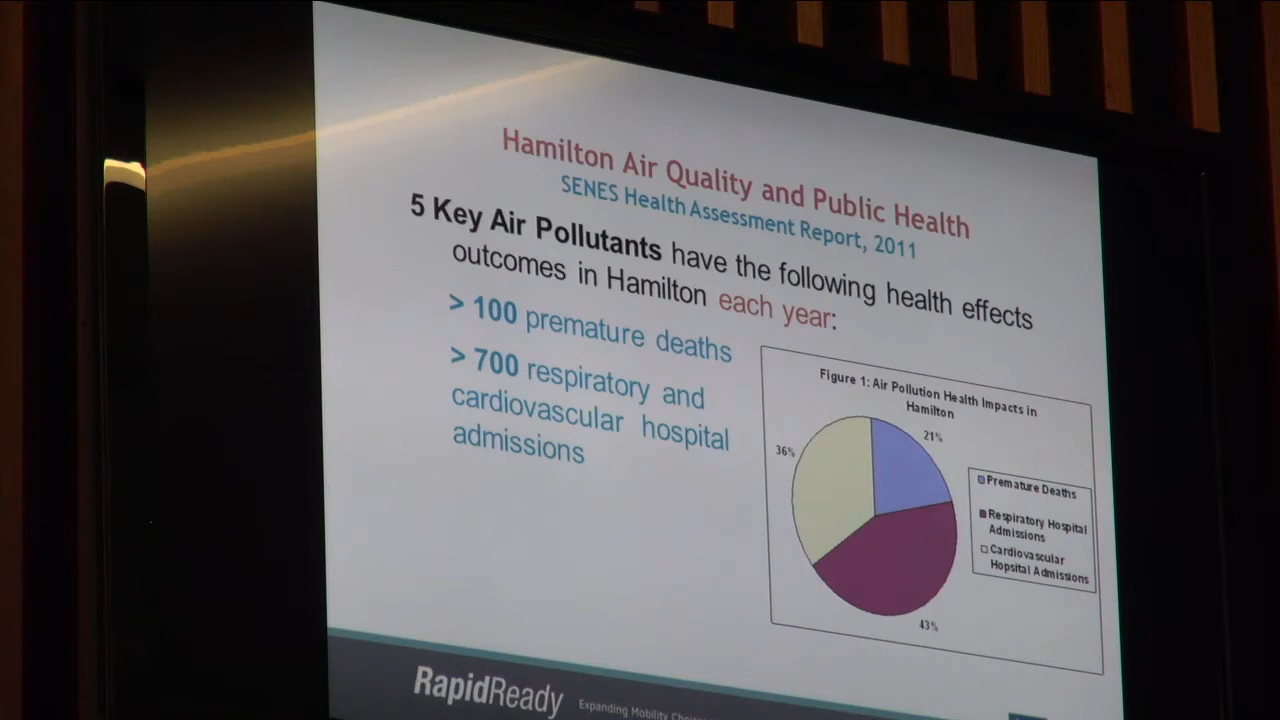 Hamilton Air Quality and Public Health
SENES Health Assessment Report, 2011
5 Key Air Pollutants have the following health effects
outcomes in Hamilton each year:
> 100 premature deaths
> 700 respiratory and
cardiovascular hospital
admissions
Figure 1: Air Pollution Health Impacts in
Hamilton
21%
36%
43%
Premature Deaths
Respiratory Hospital
Admissions
Cardiovascular
Hopsital Admissions
RapidReady
Expanding Mobility